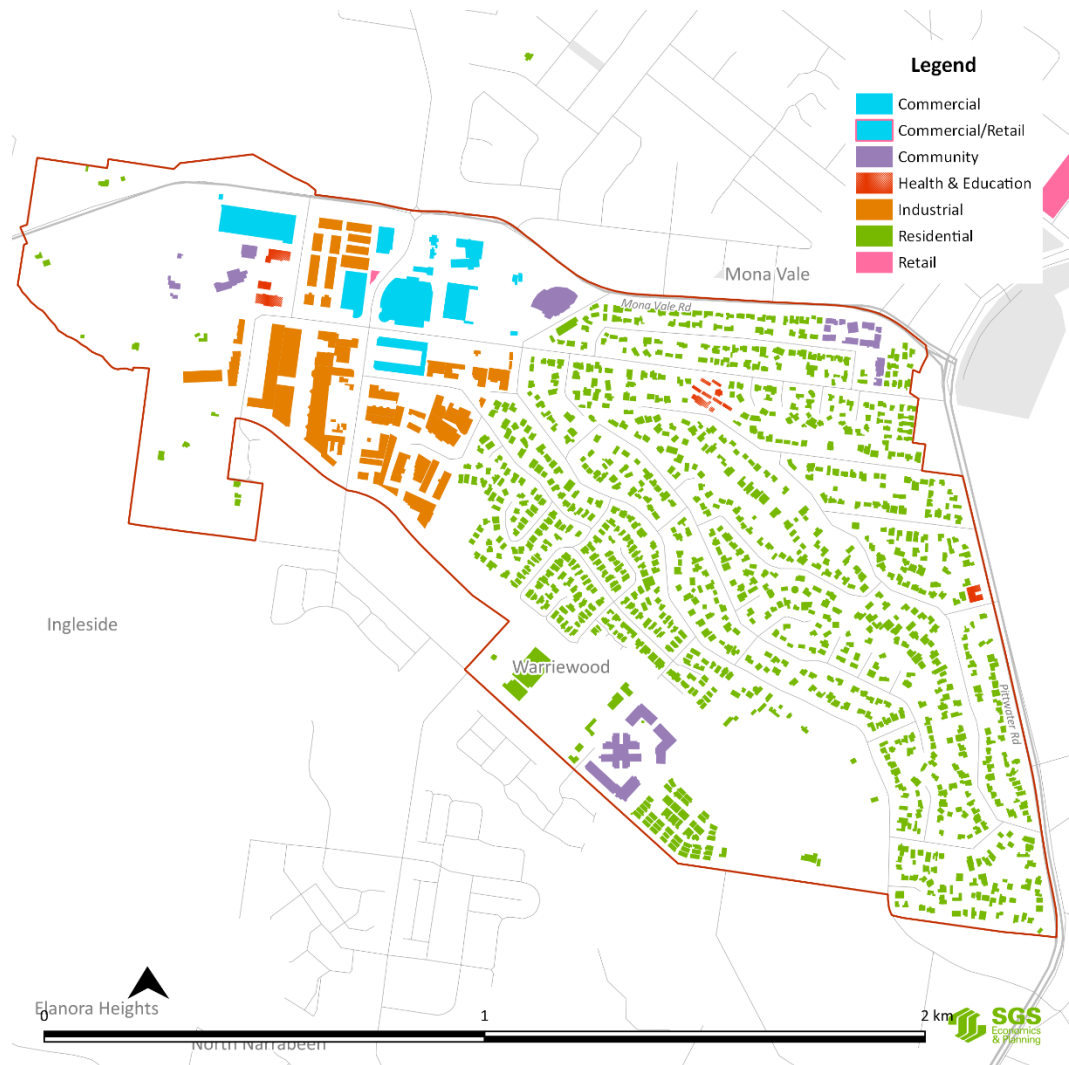 Legend
Commercial
Commercial/Retail
Community
Health & Education
Industrial
Residential
Retail
Mona Vale
Mona Vale Rd
Ingleside
Warriewood
Pittwater Rd
Elanora Heights
0
1
2 km
North Narrabeen
SGS
Economics
& Planning